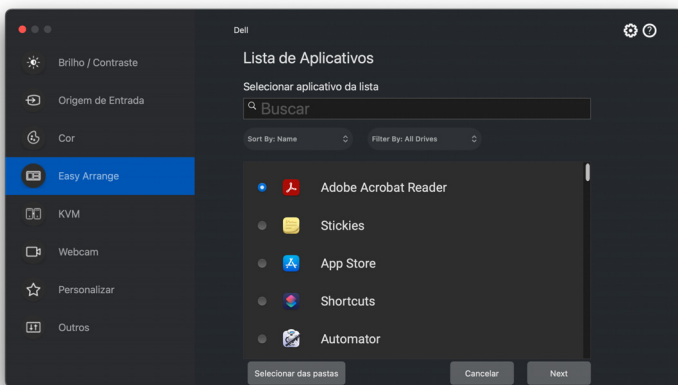 Dell
Brilho / Contraste
Origem de Entrada
Cor
Easy Arrange
KVM
Webcam
Personalizar
Outros
Lista de Aplicativos
Selecionar aplicativo da lista
Buscar
Sort By: Name
Filter By: All Drives
Adobe Acrobat Reader
Stickies
App Store
Shortcuts
Automator
Selecionar das pastas
Cancelar
Next